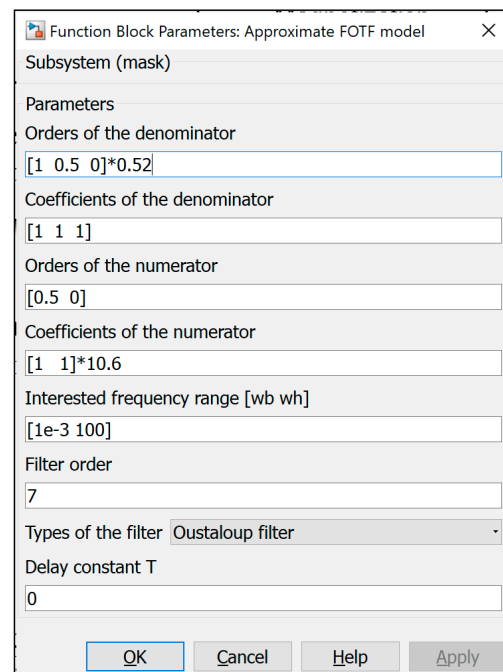 Function Block Parameters: Approximate FOTF model
Subsystem (mask)
Parameters
Orders of the denominator
[1 0.5 0]*0.52
Coefficients of the denominator
[1 1 1]
Orders of the numerator
[0.5 0]
Coefficients of the numerator
[1 1]*10.6
Interested frequency range [wb wh]
[1e-3 100]
Filter order
7
Types of the filter Oustaloup filter
Delay constant T
0
OK Cancel Help Apply